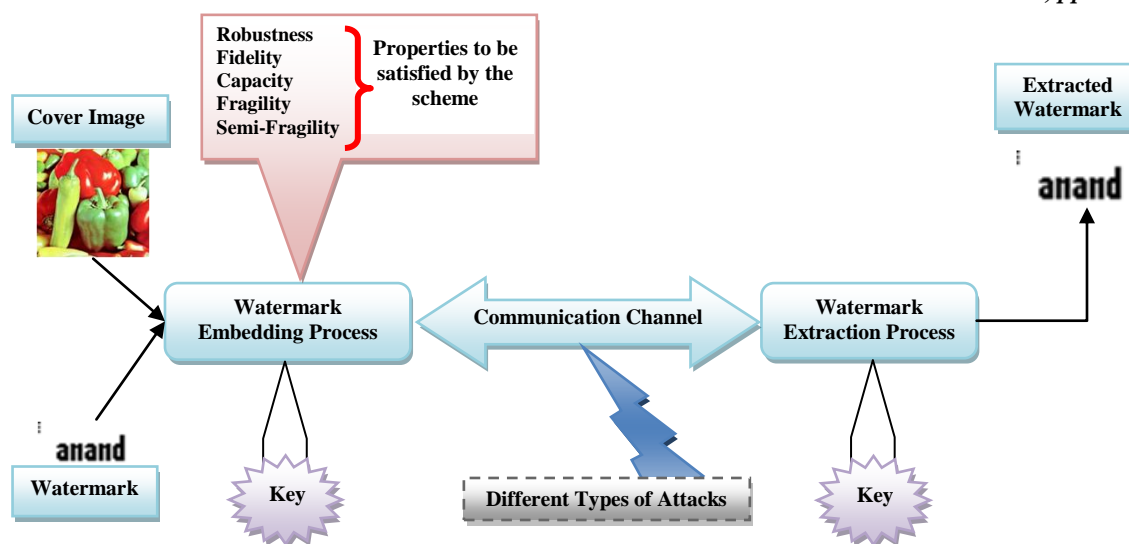 Robustness
Fidelity
Capacity
Fragility
Semi-Fragility
Properties to be
satisfied by the
scheme
Cover Image
Extracted
Watermark
anand
Watermark
Embedding Process
Communication Channel
Watermark
Extraction Process
anand
Watermark
Key
Different Types of Attacks
Key